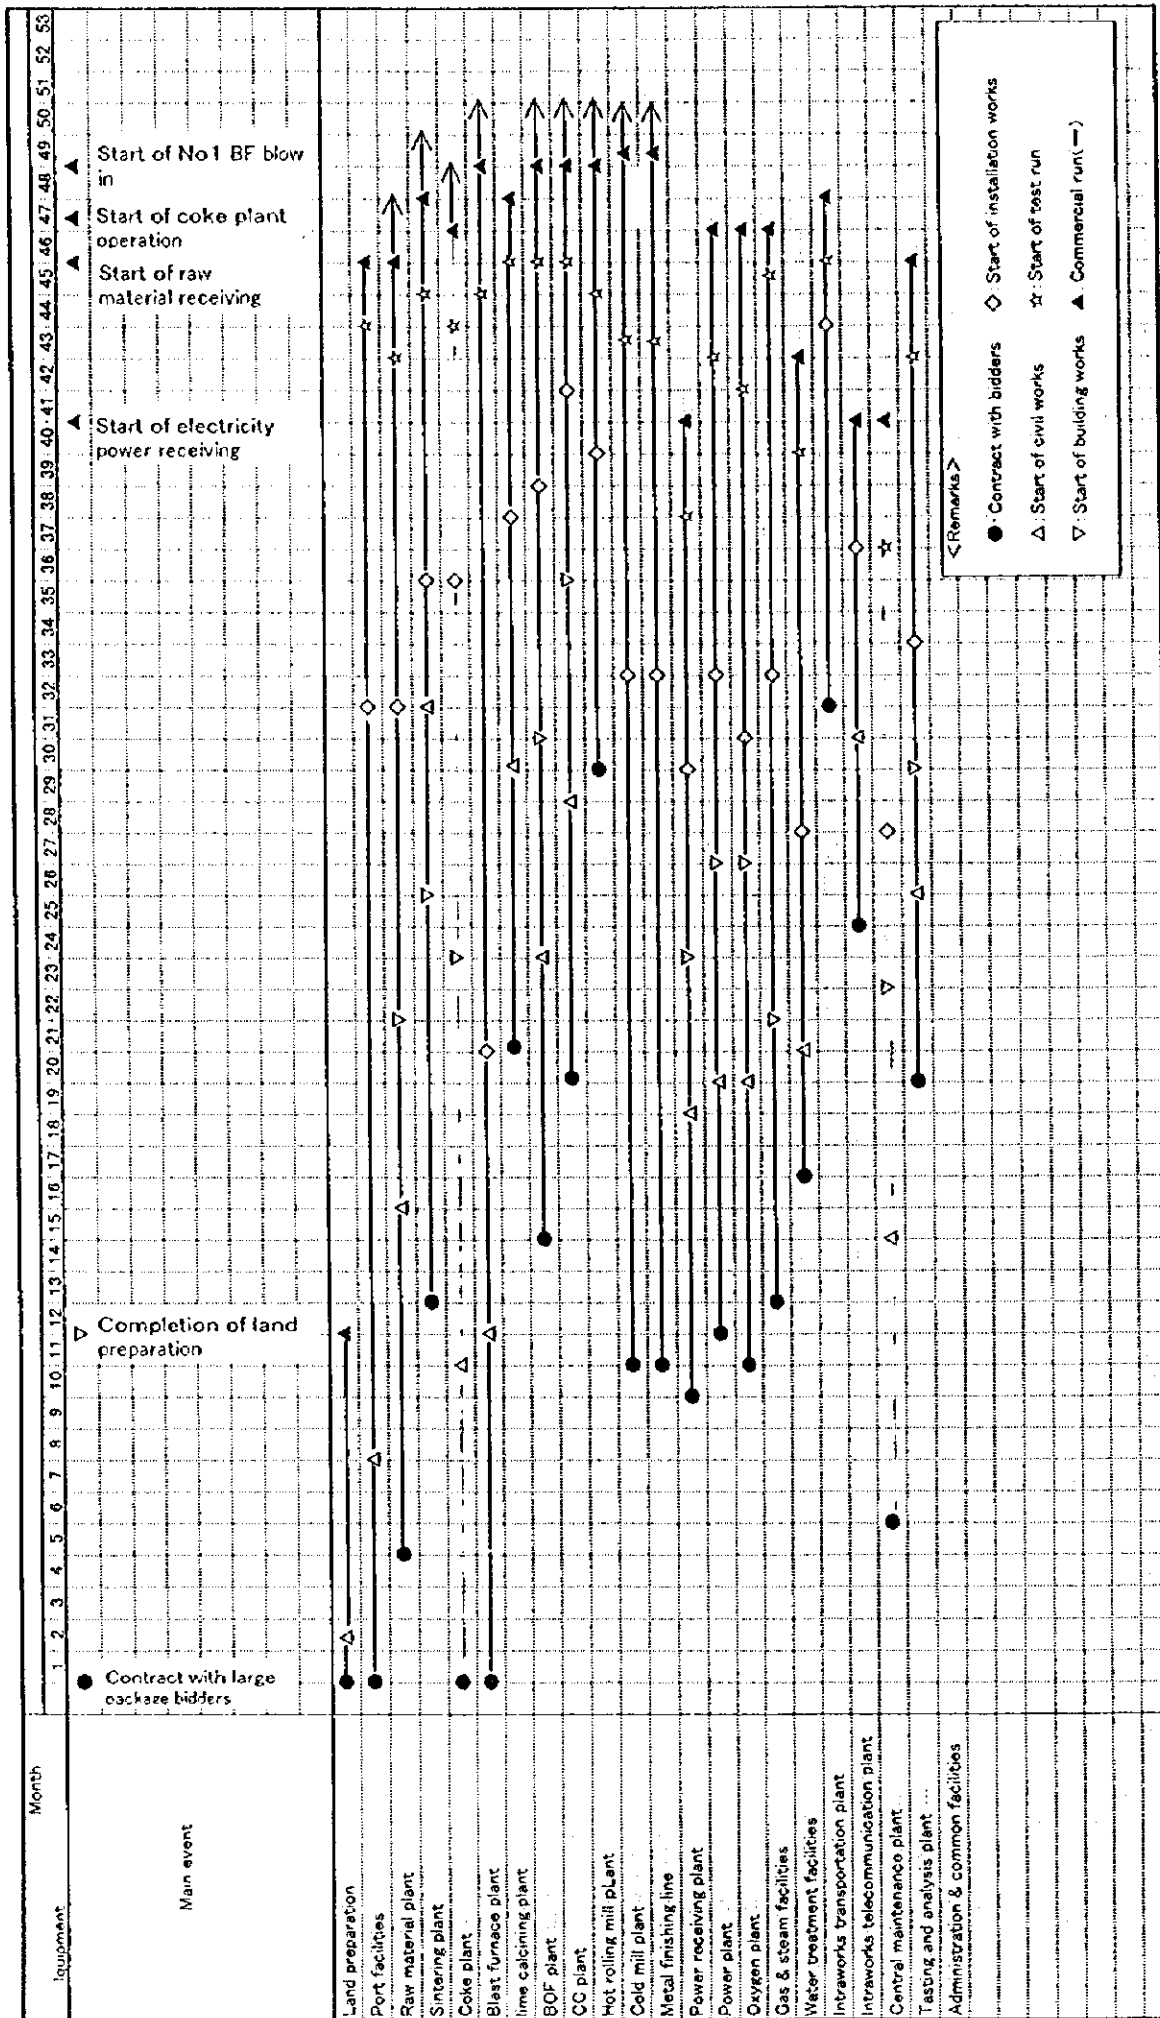 Month
1 2 3 4 5 6 7 8 9 10 11 12 13 14 15 16 17 18 19 20 21 22 23 24 25 26 27 28 29 30 31 32 33 34 35 36 37 38 39 40 41 42 43 44 45 46 47 48 49 50 51 52 53
Main event
● Contract with large
package bidders
▽ Completion of land
preparation
▲ Start of electricity
power receiving
▲ Start of raw
material receiving
▲ Start of coke plant
operation
▲ Start of No1 BF blow
in
Land preparation
Port facilities
Raw material plant
Sintering plant
Coke plant
Blest furnace plant
lime calcining plant
BOF plant
CC plant
Hot rolling mill pLant
Cold mill plant
Metal finishing line
Power receiving plant
Power plant
Oxygen plant
Gas & steam facilities
Water treatment facilities
Intraworks transportation plant
Intraworks telecommunication plant
Central maintenance plant
Tasting and analysis plant
Administration & common facilities
<Remarks>
●: Contract with bidders ◇ Start of installation works
△: Start of civil works ☆: Start of test run
▽: Start of building works ▲: Commercial run(—)